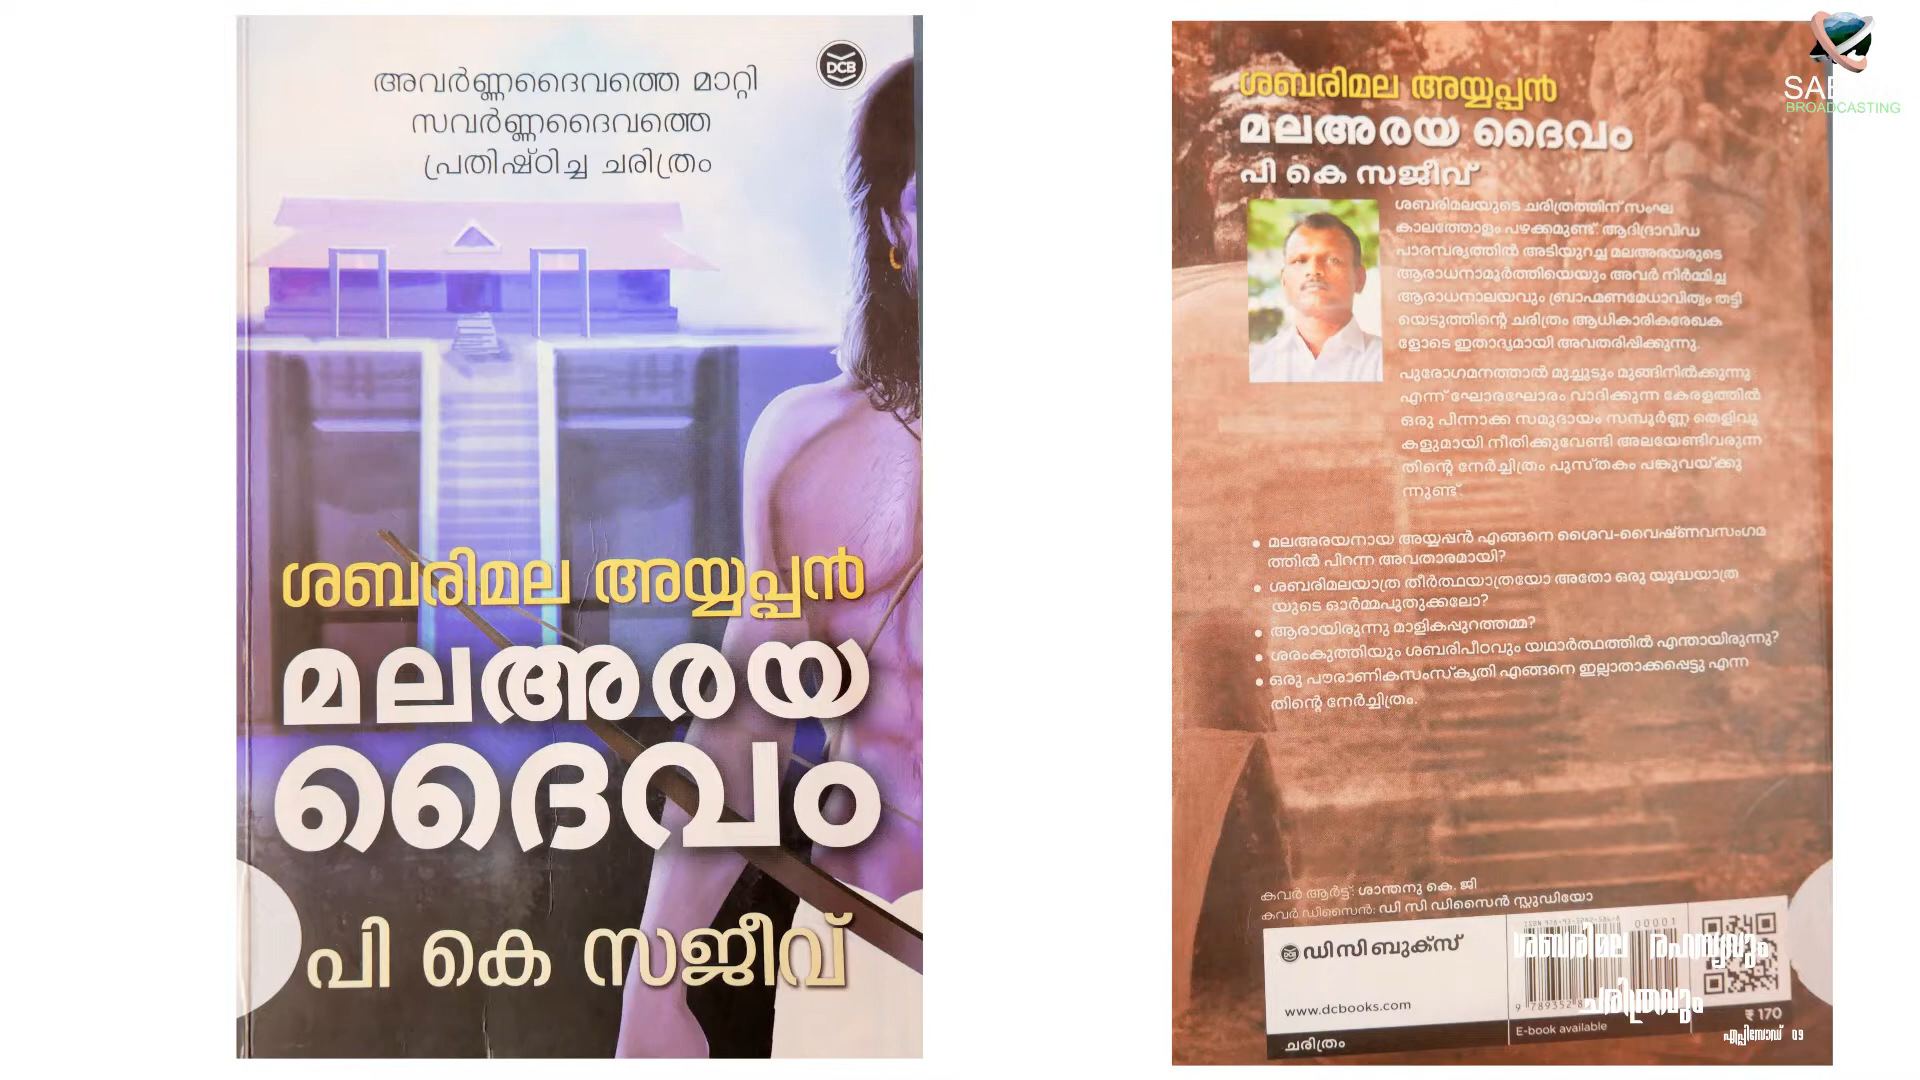 അവർണ്ണദൈവത്തെ മാറ്റി
സവർണ്ണദൈവത്തെ
പ്രതിഷ്ഠിച്ച ചരിത്രം
DCB
ശബരിമല അയ്യപ്പൻ
മലഅരയ
ദൈവം
പി കെ സജീവ്
ശബരിമല അയ്യപ്പൻ
മലഅരയ ദൈവം
പി കെ സജീവ്
ശബരിമലയുടെ ചരിത്രത്തിന് സംഘ
കാലത്തോളം പഴക്കമുണ്ട്. ആദിദ്രാവിഡ
പാരമ്പര്യത്തിൽ അടിയുറച്ച മലഅരയരുടെ
ആരാധനാമൂർത്തിയെയും അവർ നിർമ്മിച്ച
ആരാധനാലയവും ബ്രാഹ്മണമേധാവിത്വം തട്ടി
യെടുത്തിന്റെ ചരിത്രം ആധികാരികരേഖക
ളോടെ ഇതാദ്യമായി അവതരിപ്പിക്കുന്നു.
പുരോഗമനത്താൽ മുച്ചൂടും മുങ്ങിനിൽക്കുന്നു
എന്ന് ഘോരഘോരം വാദിക്കുന്ന കേരളത്തിൽ
ഒരു പിന്നാക്ക സമുദായം സമ്പൂർണ്ണ തെളിവു
കളുമായി നീതിക്കുവേണ്ടി അലയേണ്ടിവരുന്ന
തിന്റെ നേർച്ചിത്രം പുസ്തകം പങ്കുവയ്ക്കു
ന്നുണ്ട്.
• മലഅരയനായ അയ്യപ്പൻ എങ്ങനെ ശൈവ-വൈഷ്ണവസംഗമ
ത്തിൽ പിറന്ന അവതാരമായി?
• ശബരിമലയാത്ര തീർത്ഥയാത്രയോ അതോ ഒരു യുദ്ധയാത്ര
യുടെ ഓർമ്മപുതുക്കലോ?
• ആരായിരുന്നു മാളികപ്പുറത്തമ്മ?
• ശരംകുത്തിയും ശബരിപീഠവും യഥാർത്ഥത്തിൽ എന്തായിരുന്നു?
• ഒരു പൗരാണികസംസ്കൃതി എങ്ങനെ ഇല്ലാതാക്കപ്പെട്ടു എന്ന
തിന്റെ നേർച്ചിത്രം.
കവർ ആർട്ട്: ശാന്തനു കെ. ജി
കവർ ഡിസൈൻ: ഡി സി ഡിസൈൻ സ്റ്റുഡിയോ
ഡി സി ബുക്സ്
www.dcbooks.com
00001
E-book available
₹ 170
ചരിത്രം
ശബരിമല രഹസ്യവും
ചരിത്രവും
എപ്പിസോഡ് 09
BROADCASTING